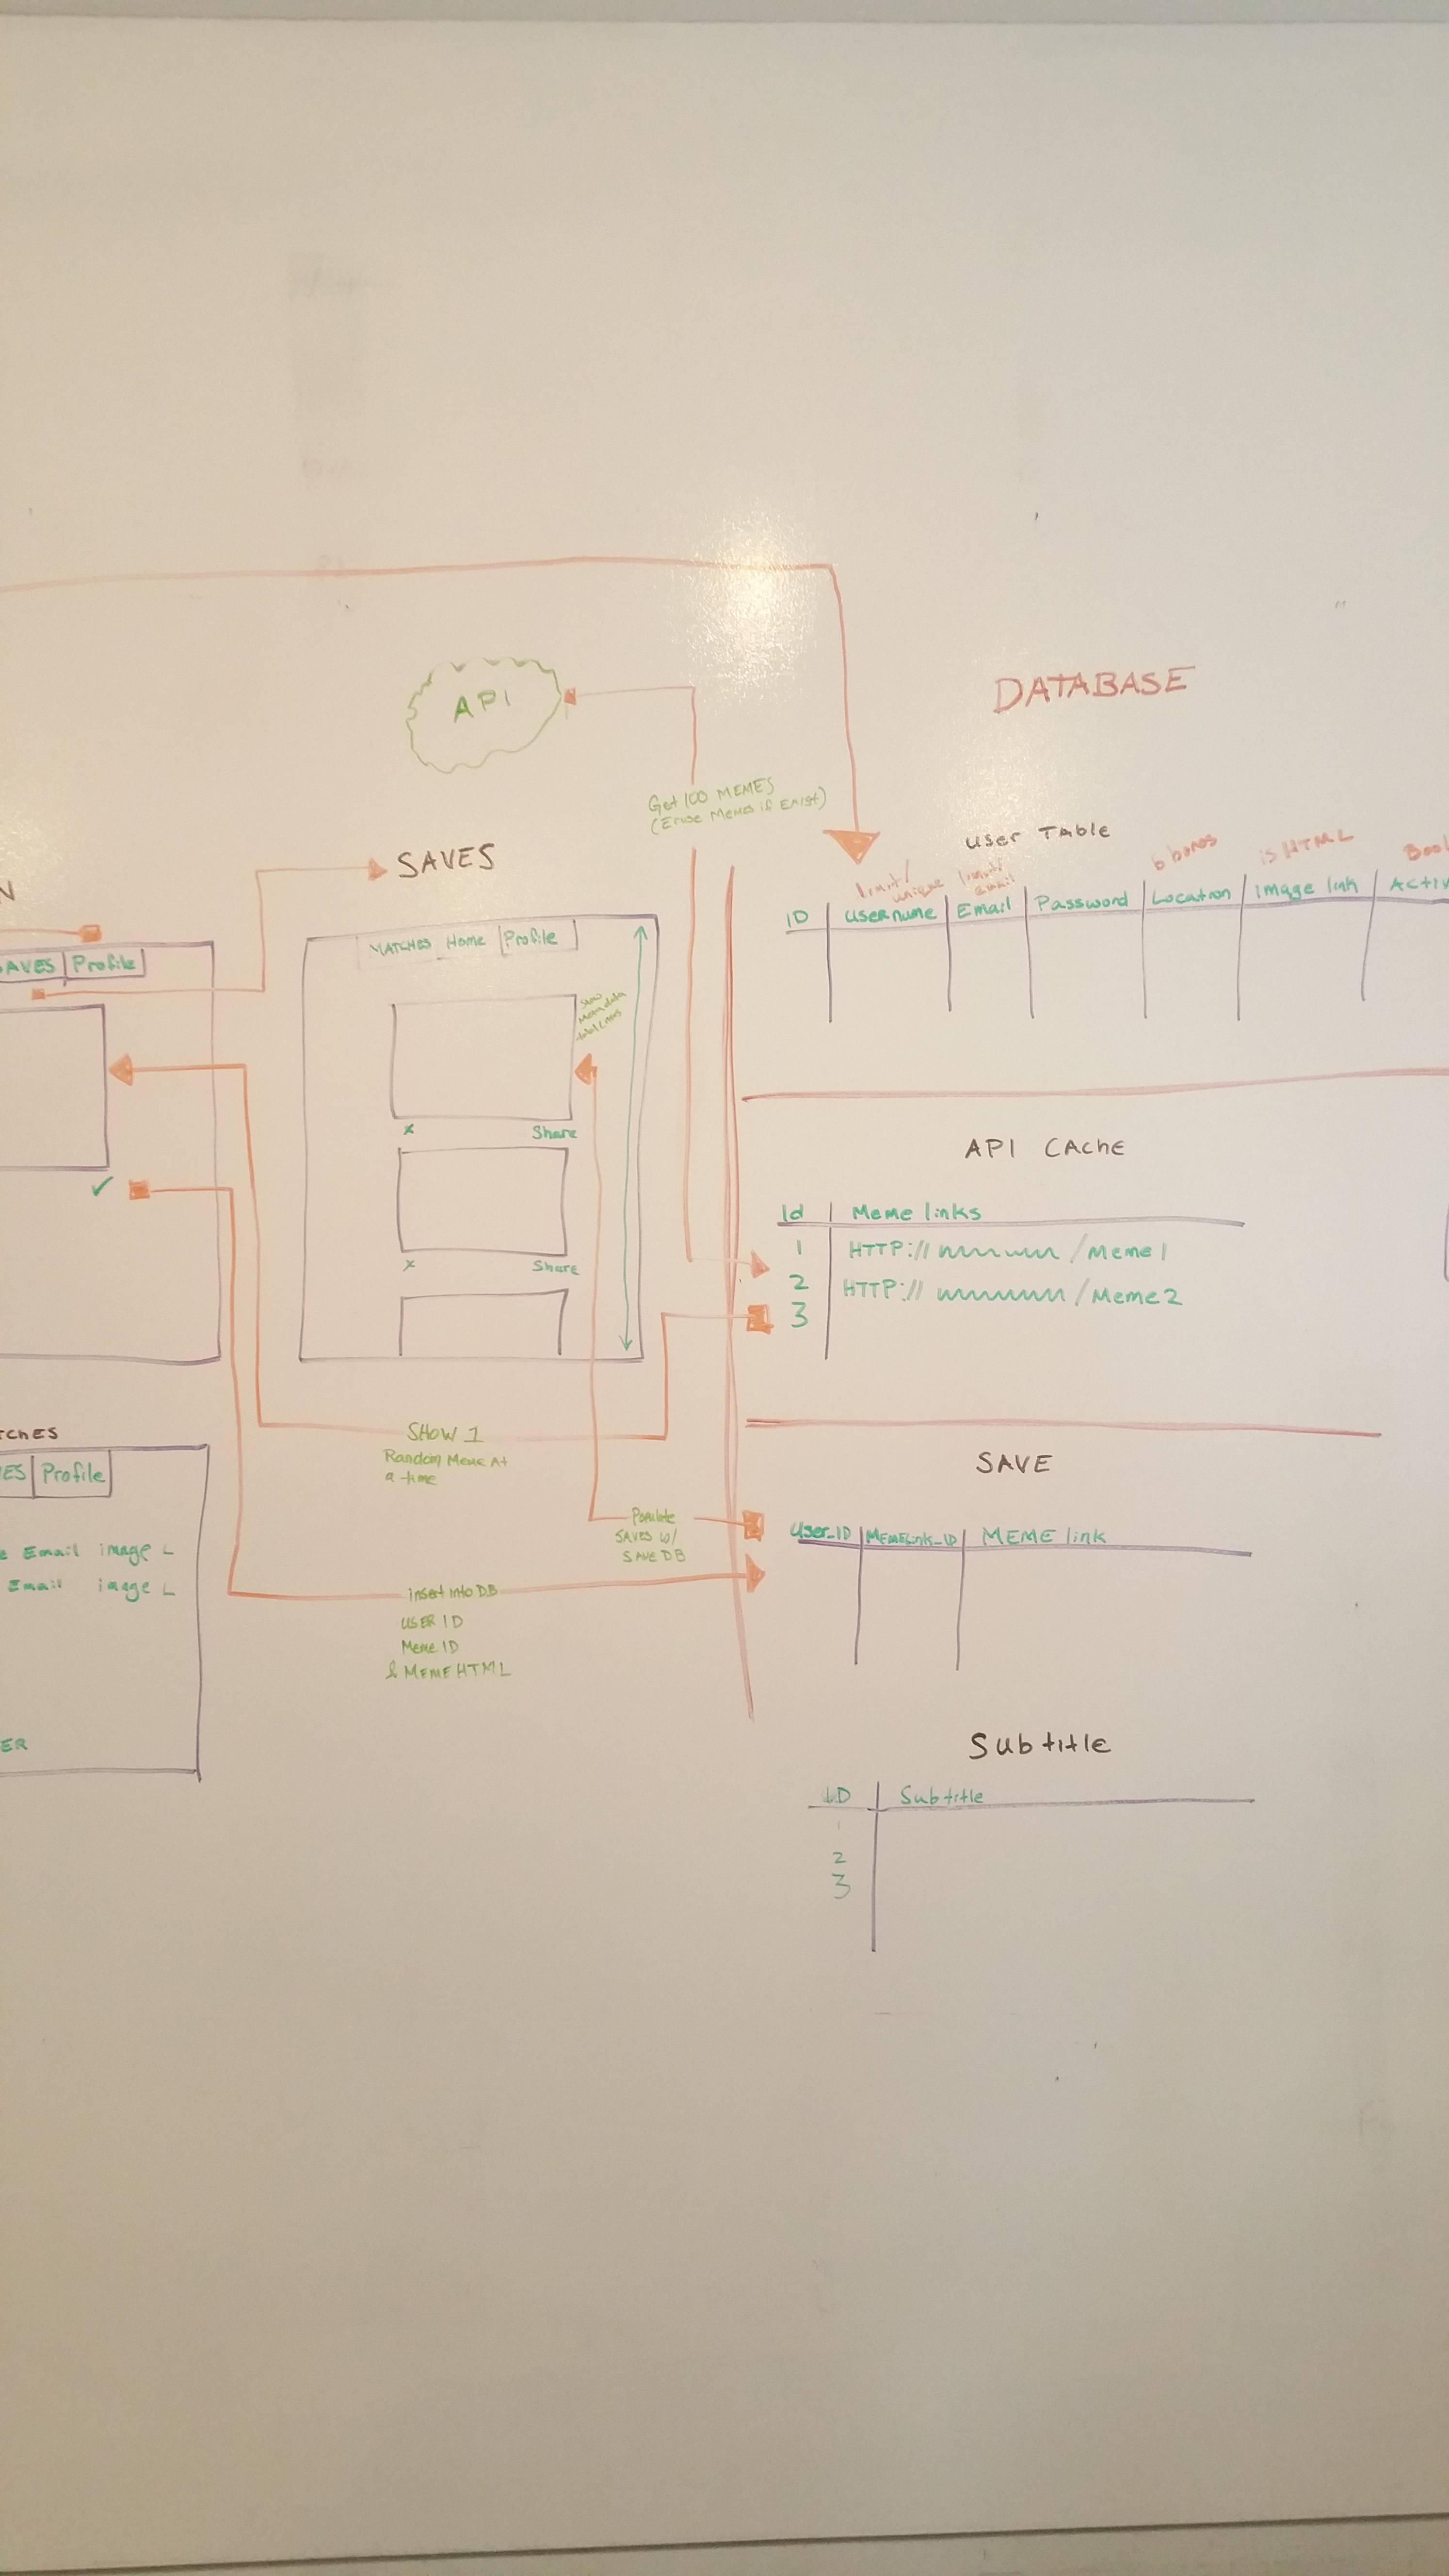 API
DATABASE
Get 100 MEMES
(Erase Memes if Exist)
User Table
limit/
unique
limit/
email
6 bonos
is HTML
Bool
ID
username
Email
Password
Location
image link
Activ
SAVES
N
MATCHES
Home
Profile
SAVES
Profile
Show
Meme data
total Likes
x
Share
x
Share
✓
API CAche
Id
Meme links
1
HTTP:// /Meme1
2
HTTP:// /Meme2
3
SHOW 1
Random Meme At
a time
TCHES
ES
Profile
e Email image L
Email image L
ER
SAVE
User_ID
MEMELink_ID
MEME link
Populate
SAVES w/
SAVE DB
insert into DB
USER ID
Meme ID
& MEME HTML
Subtitle
ID
Subtitle
1
2
3